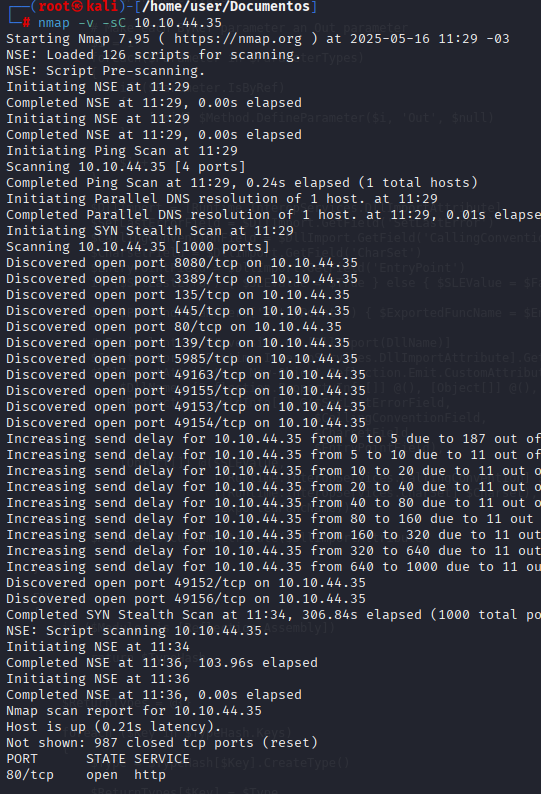 ┌──(root㉿kali)-[/home/user/Documentos]
└─# nmap -v -sC 10.10.44.35
Starting Nmap 7.95 ( https://nmap.org ) at 2025-05-16 11:29 -03
NSE: Loaded 126 scripts for scanning.
NSE: Script Pre-scanning.
Initiating NSE at 11:29
Completed NSE at 11:29, 0.00s elapsed
Initiating NSE at 11:29
Completed NSE at 11:29, 0.00s elapsed
Initiating Ping Scan at 11:29
Scanning 10.10.44.35 [4 ports]
Completed Ping Scan at 11:29, 0.24s elapsed (1 total hosts)
Initiating Parallel DNS resolution of 1 host. at 11:29
Completed Parallel DNS resolution of 1 host. at 11:29, 0.01s elapse
Initiating SYN Stealth Scan at 11:29
Scanning 10.10.44.35 [1000 ports]
Discovered open port 8080/tcp on 10.10.44.35
Discovered open port 3389/tcp on 10.10.44.35
Discovered open port 135/tcp on 10.10.44.35
Discovered open port 445/tcp on 10.10.44.35
Discovered open port 80/tcp on 10.10.44.35
Discovered open port 139/tcp on 10.10.44.35
Discovered open port 5985/tcp on 10.10.44.35
Discovered open port 49163/tcp on 10.10.44.35
Discovered open port 49155/tcp on 10.10.44.35
Discovered open port 49153/tcp on 10.10.44.35
Discovered open port 49154/tcp on 10.10.44.35
Increasing send delay for 10.10.44.35 from 0 to 5 due to 187 out of
Increasing send delay for 10.10.44.35 from 5 to 10 due to 11 out of
Increasing send delay for 10.10.44.35 from 10 to 20 due to 11 out o
Increasing send delay for 10.10.44.35 from 20 to 40 due to 11 out o
Increasing send delay for 10.10.44.35 from 40 to 80 due to 11 out o
Increasing send delay for 10.10.44.35 from 80 to 160 due to 11 out
Increasing send delay for 10.10.44.35 from 160 to 320 due to 11 ou
Increasing send delay for 10.10.44.35 from 320 to 640 due to 11 ou
Increasing send delay for 10.10.44.35 from 640 to 1000 due to 11 ou
Discovered open port 49152/tcp on 10.10.44.35
Discovered open port 49156/tcp on 10.10.44.35
Completed SYN Stealth Scan at 11:34, 306.84s elapsed (1000 total po
NSE: Script scanning 10.10.44.35.
Initiating NSE at 11:34
Completed NSE at 11:36, 103.96s elapsed
Initiating NSE at 11:36
Completed NSE at 11:36, 0.00s elapsed
Nmap scan report for 10.10.44.35
Host is up (0.21s latency).
Not shown: 987 closed tcp ports (reset)
PORT STATE SERVICE
80/tcp open http